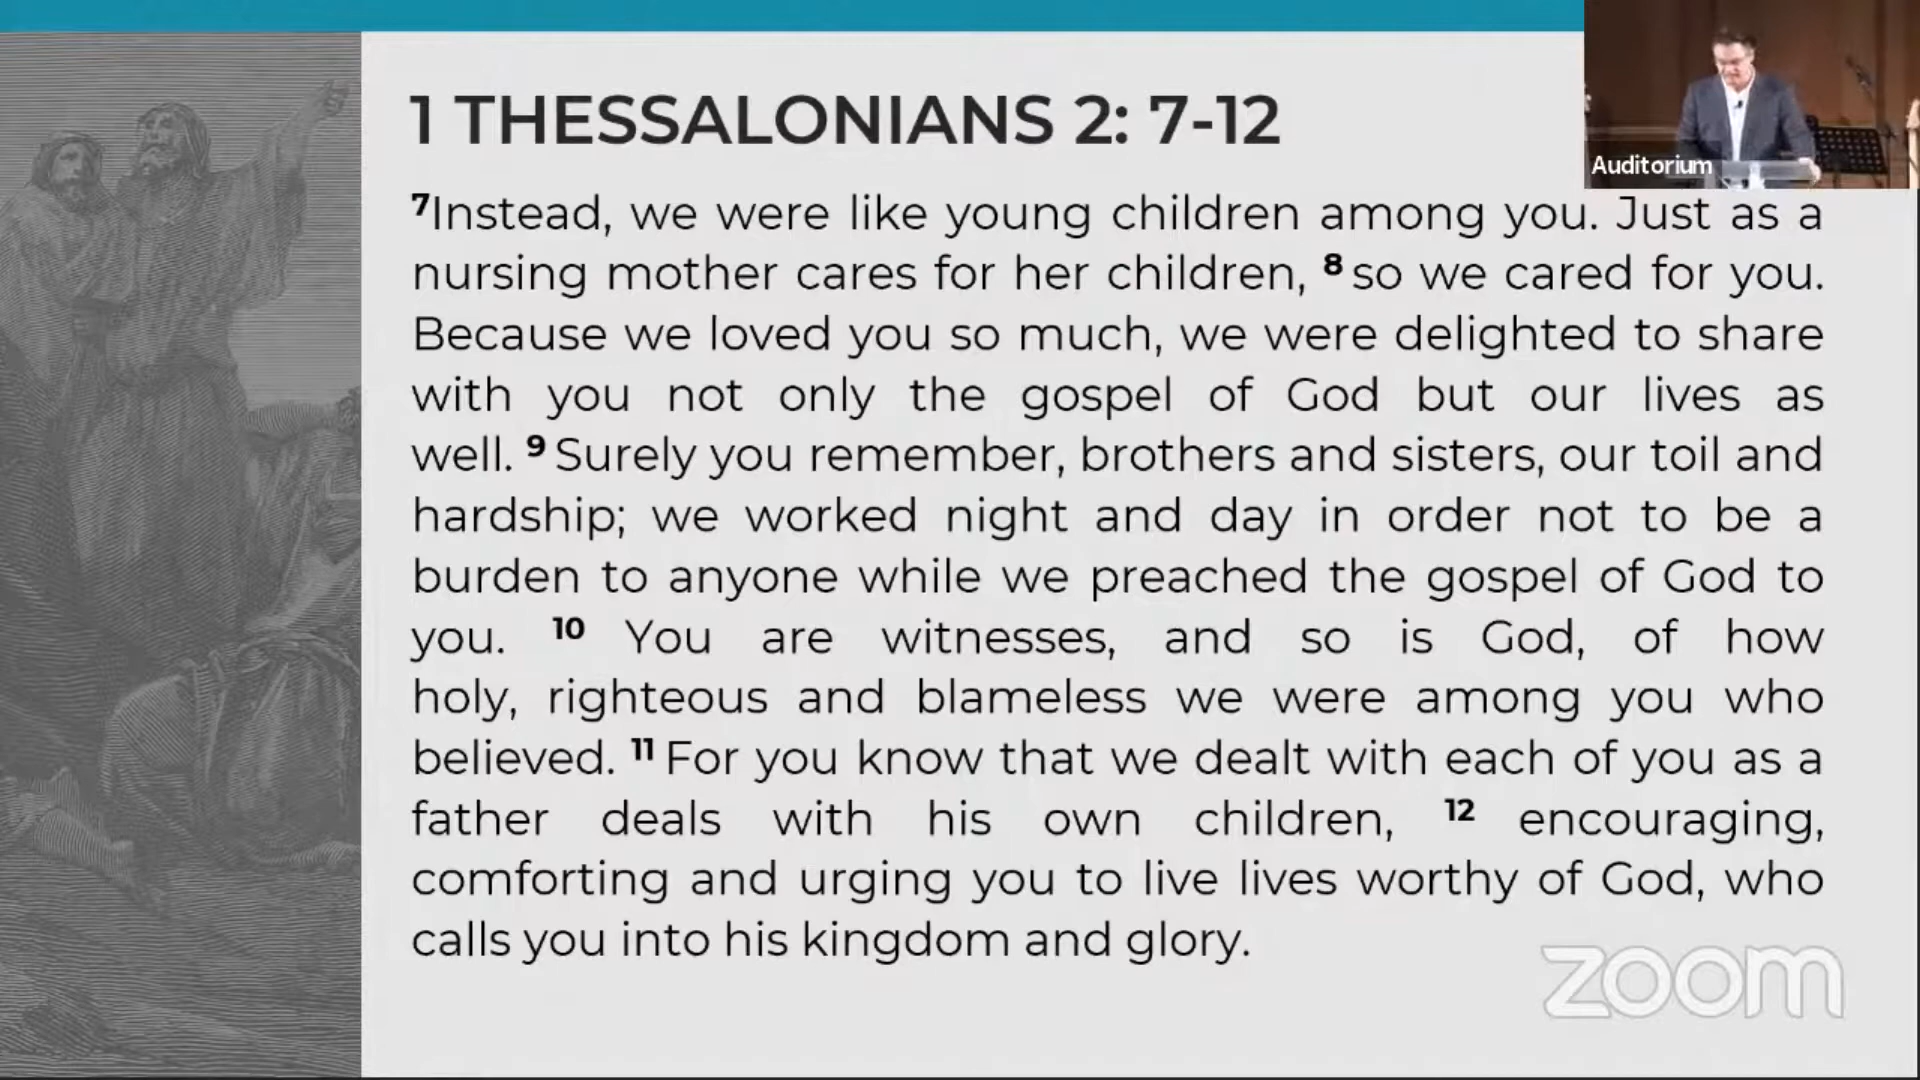 1 THESSALONIANS 2: 7-12
Auditorium
7Instead, we were like young children among you. Just as a
nursing mother cares for her children, 8 so we cared for you.
Because we loved you so much, we were delighted to share
with you not only the gospel of God but our lives as
well. 9 Surely you remember, brothers and sisters, our toil and
hardship; we worked night and day in order not to be a
burden to anyone while we preached the gospel of God to
you. 10 You are witnesses, and so is God, of how
holy, righteous and blameless we were among you who
believed. 11 For you know that we dealt with each of you as a
father deals with his own children, 12 encouraging,
comforting and urging you to live lives worthy of God, who
calls you into his kingdom and glory.
zoom